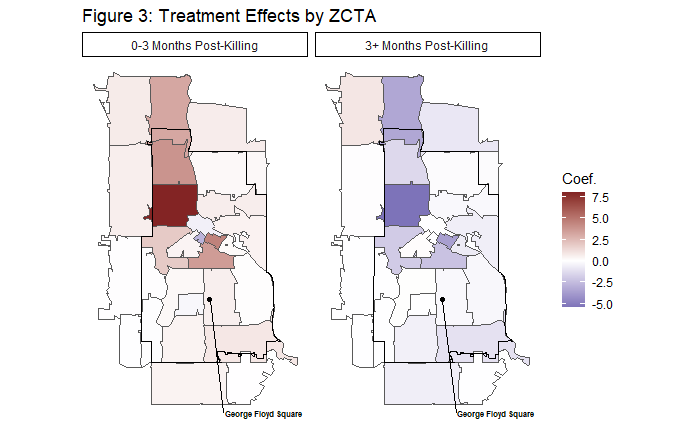 Figure 3: Treatment Effects by ZCTA
0-3 Months Post-Killing
3+ Months Post-Killing
Coef.
7.5
5.0
2.5
0.0
-2.5
-5.0
George Floyd Square
George Floyd Square